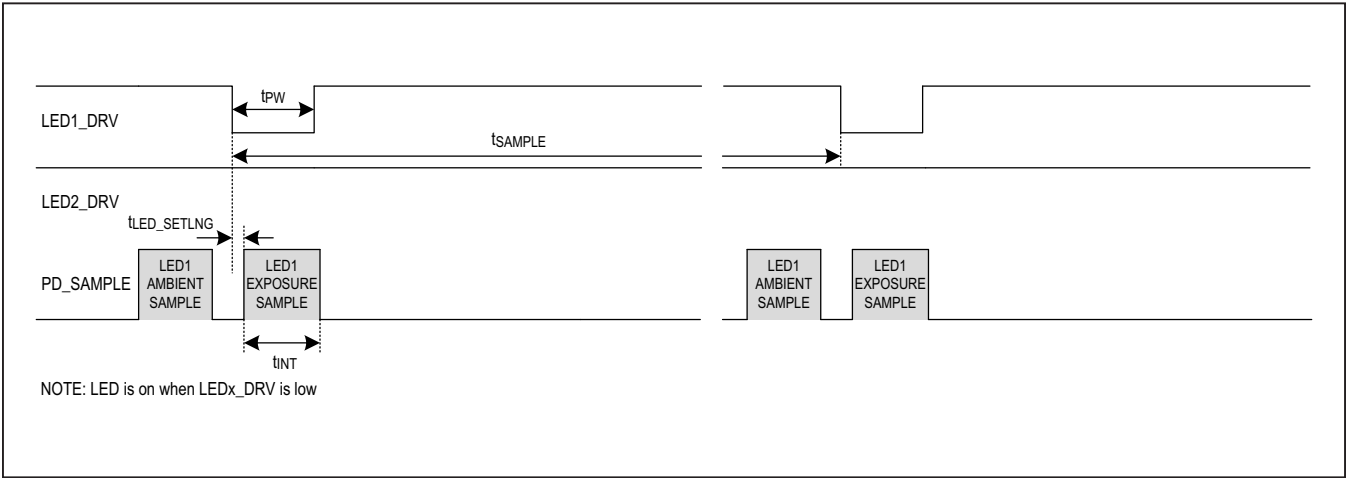 LED1_DRV
tPW
tSAMPLE
LED2_DRV
tLED_SETLNG
PD_SAMPLE
LED1
AMBIENT
SAMPLE
LED1
EXPOSURE
SAMPLE
LED1
AMBIENT
SAMPLE
LED1
EXPOSURE
SAMPLE
tINT
NOTE: LED is on when LEDx_DRV is low